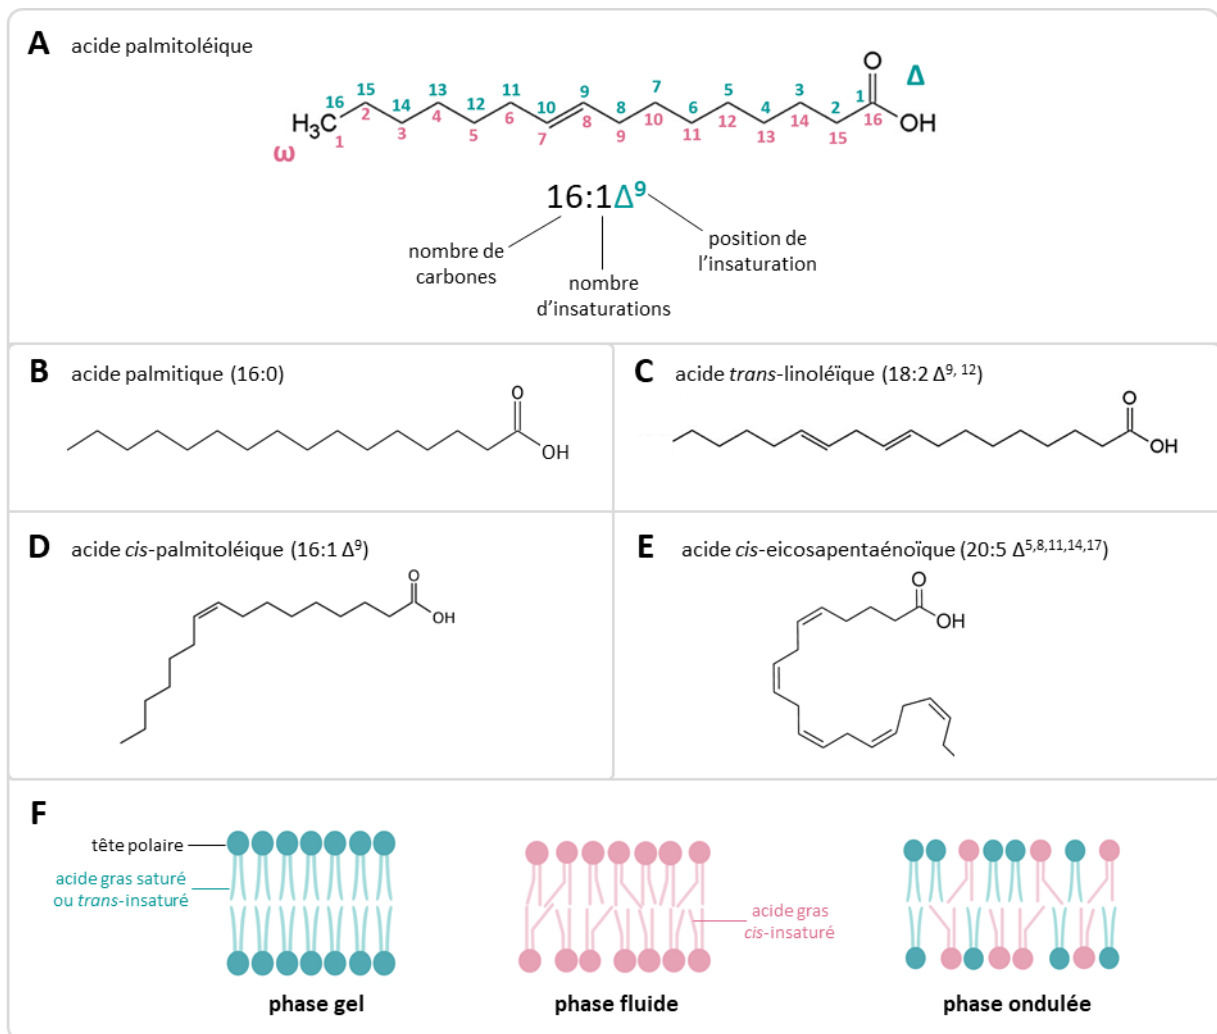 A acide palmitoléique
O
Δ
16 15 14 13 12 11 10 9 8 7 6 5 4 3 2 1
H₃C
1 2 3 4 5 6 7 8 9 10 11 12 13 14 15 16
OH
ω
16:1Δ⁹
nombre de
carbones
nombre
d'insaturations
position de
l'insaturation
B acide palmitique (16:0)
O
OH
C acide trans-linoléïque (18:2 Δ⁹, ¹²)
O
OH
D acide cis-palmitoléique (16:1 Δ⁹)
O
OH
E acide cis-eicosapentaénoïque (20:5 Δ⁵,⁸,¹¹,¹⁴,¹⁷)
O
OH
F
tête polaire
acide gras saturé
ou trans-insaturé
acide gras
cis-insaturé
phase gel
phase fluide
phase ondulée